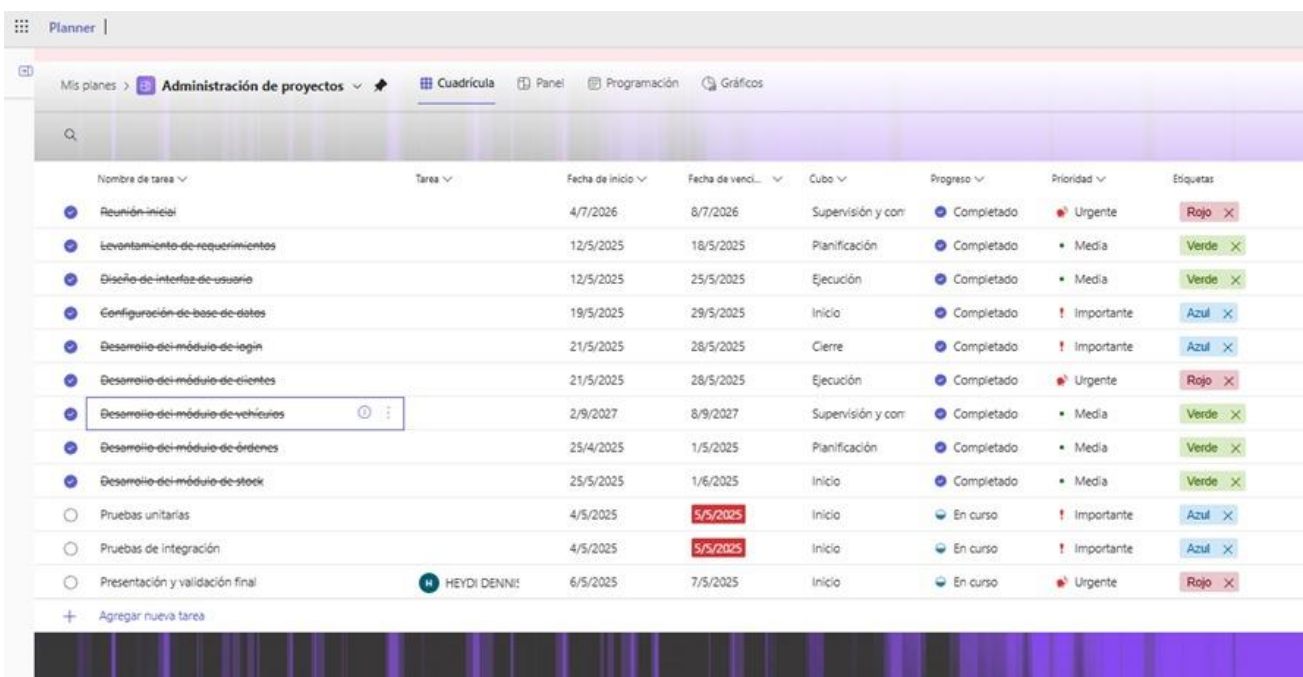 Planner
Mis planes > Administración de proyectos Cuadrícula Panel Programación Gráficos
Nombre de tarea Tarea Fecha de inicio Fecha de venci... Cubo Progreso Prioridad Etiquetas
Reunión inicial 4/7/2026 8/7/2026 Supervisión y con Completado Urgente Rojo
Levantamiento de requerimientos 12/5/2025 18/5/2025 Planificación Completado Media Verde
Diseño de interfaz de usuario 12/5/2025 25/5/2025 Ejecución Completado Media Verde
Configuración de base de datos 19/5/2025 29/5/2025 Inicio Completado Importante Azul
Desarrollo del módulo de login 21/5/2025 28/5/2025 Cierre Completado Importante Azul
Desarrollo del módulo de clientes 21/5/2025 28/5/2025 Ejecución Completado Urgente Rojo
Desarrollo del módulo de vehículos 2/9/2027 8/9/2027 Supervisión y con Completado Media Verde
Desarrollo del módulo de órdenes 25/4/2025 1/5/2025 Planificación Completado Media Verde
Desarrollo del módulo de stock 25/5/2025 1/6/2025 Inicio Completado Media Verde
Pruebas unitarias 4/5/2025 5/5/2025 Inicio En curso Importante Azul
Pruebas de integración 4/5/2025 5/5/2025 Inicio En curso Importante Azul
Presentación y validación final H HEYDI DENNIS 6/5/2025 7/5/2025 Inicio En curso Urgente Rojo
+ Agregar nueva tarea